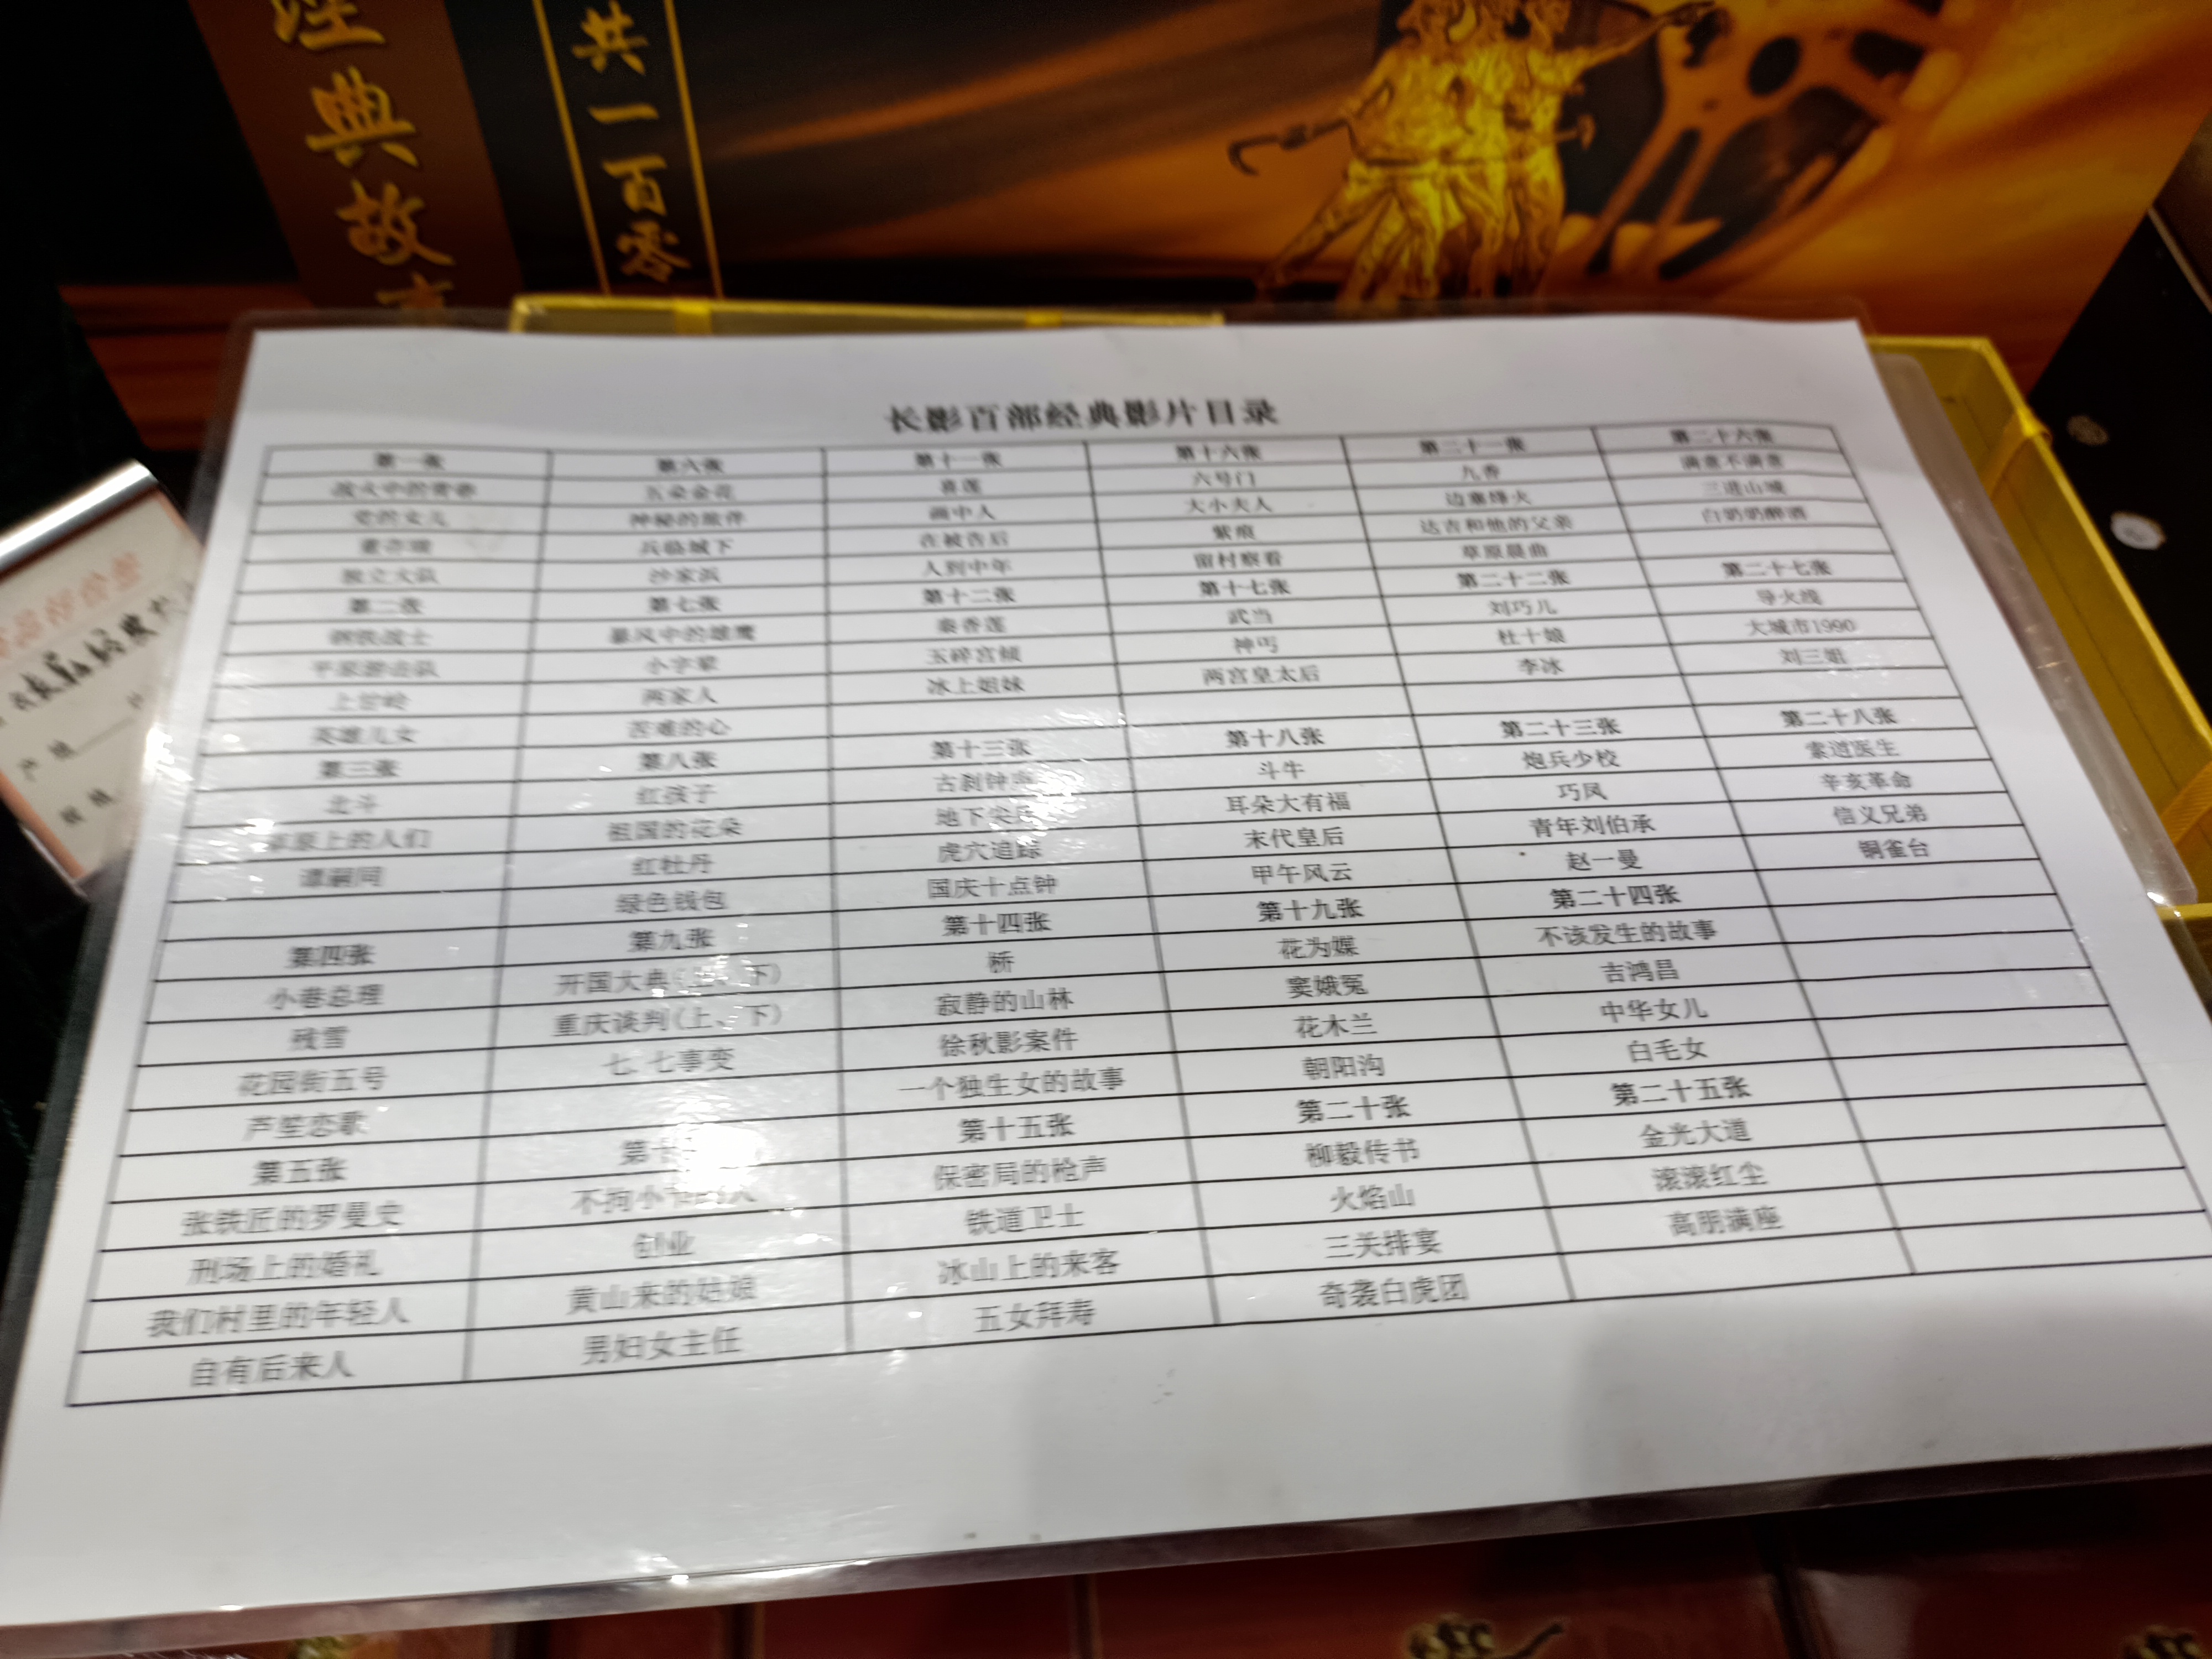 典
故
共
一
百
零
长影百部经典影片目录
第一张 第六张 第十一张 第十六张 第二十一张 第二十六张
战火中的青春 五朵金花 喜莲 六号门 九香 满意不满意
党的女儿 神秘的旅伴 画中人 大小夫人 边寨烽火 三进山城
董存瑞 兵临城下 在被告后 紫痕 达吉和他的父亲 白奶奶醉酒
独立大队 沙家浜 人到中年 留村察看 草原晨曲
第二张 第七张 第十二张 第十七张 第二十二张 第二十七张
钢铁战士 暴风中的雄鹰 秦香莲 武当 刘巧儿 导火线
平原游击队 小字辈 玉碎宫倾 神丐 杜十娘 大城市1990
上甘岭 两家人 冰上姐妹 两宫皇太后 李冰 刘三姐
英雄儿女 苦难的心
第三张 第八张 第十三张 第十八张 第二十三张 第二十八张
北斗 红孩子 古刹钟 斗牛 炮兵少校 索道医生
草原上的人们 祖国的花朵 地下尖 耳朵大有福 巧凤 辛亥革命
谭嗣同 红牡丹 虎穴追踪 末代皇后 青年刘伯承 信义兄弟
绿色钱包 国庆十点钟 甲午风云 赵一曼 铜雀台
第四张 第九张 第十四张 第十九张 第二十四张
小巷总理 开国大典(上、下) 桥 花为媒 不该发生的故事
残雪 重庆谈判(上、下) 寂静的山林 窦娥冤 吉鸿昌
花园街五号 七.七事变 徐秋影案件 花木兰 中华女儿
芦笙恋歌 一个独生女的故事 朝阳沟 白毛女
第五张 第十 第十五张 第二十张 第二十五张
张铁匠的罗曼史 不拘小节的人 保密局的枪声 柳毅传书 金光大道
刑场上的婚礼 创业 铁道卫士 火焰山 滚滚红尘
我们村里的年轻人 黄山来的姑娘 冰山上的来客 三关排宴 高朋满座
自有后来人 男妇女主任 五女拜寿 奇袭白虎团